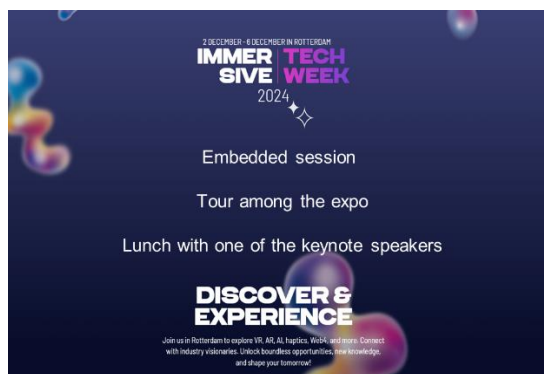 2 DECEMBER - 6 DECEMBER IN ROTTERDAM
IMMER TECH
SIVE WEEK
2024
Embedded session
Tour among the expo
Lunch with one of the keynote speakers
DISCOVER &
EXPERIENCE
Join us in Rotterdam to explore VR, AR, AI, haptics, Web4, and more. Connect
with industry visionaries. Unlock boundless opportunities, new knowledge,
and shape your tomorrow!